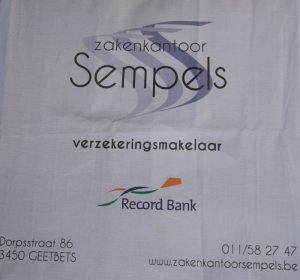 zakenkantoor
Sempels
verzekeringsmakelaar
Record Bank
Dorpsstraat 86 011/58 27 47
3450 GEETBETS www.zakenkantoorsempels.be